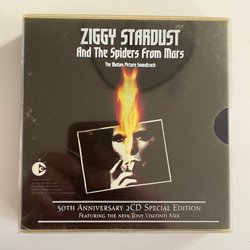 ZIGGY STARDUST
And The Spiders From Mars
The Motion Picture Soundtrack
30TH ANNIVERSARY 2CD SPECIAL EDITION
FEATURING THE NEW TONY VISCONTI MIX